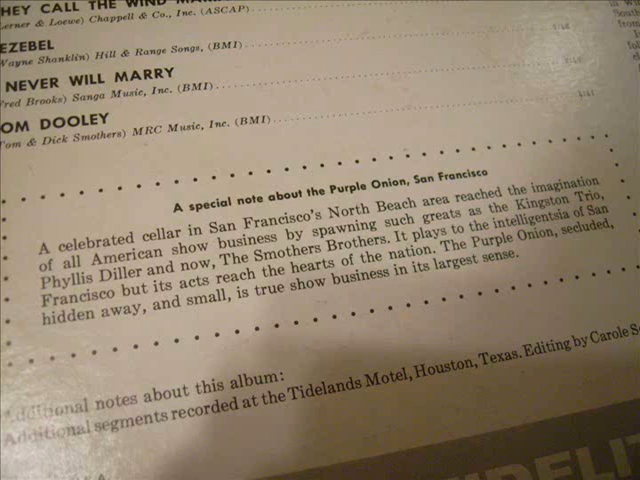 HEY CALL THE WIND MARI
Lerner & Loewe) Chappell & Co., Inc. (ASCAP)
EZEBEL
Wayne Shanklin) Hill & Range Songs, (BMI)
NEVER WILL MARRY
Fred Brooks) Sanga Music, Inc. (BMI)
OM DOOLEY
Tom & Dick Smothers) MRC Music, Inc. (BMI)
A special note about the Purple Onion, San Francisco
A celebrated cellar in San Francisco's North Beach area reached the imagination
of all American show business by spawning such greats as the Kingston Trio,
Phyllis Diller and now, The Smothers Brothers. It plays to the intelligentsia of San
Francisco but its acts reach the hearts of the nation. The Purple Onion, secluded,
hidden away, and small, is true show business in its largest sense.
Additional notes about this album:
Additional segments recorded at the Tidelands Motel, Houston, Texas. Editing by Carole S
FIDELIT